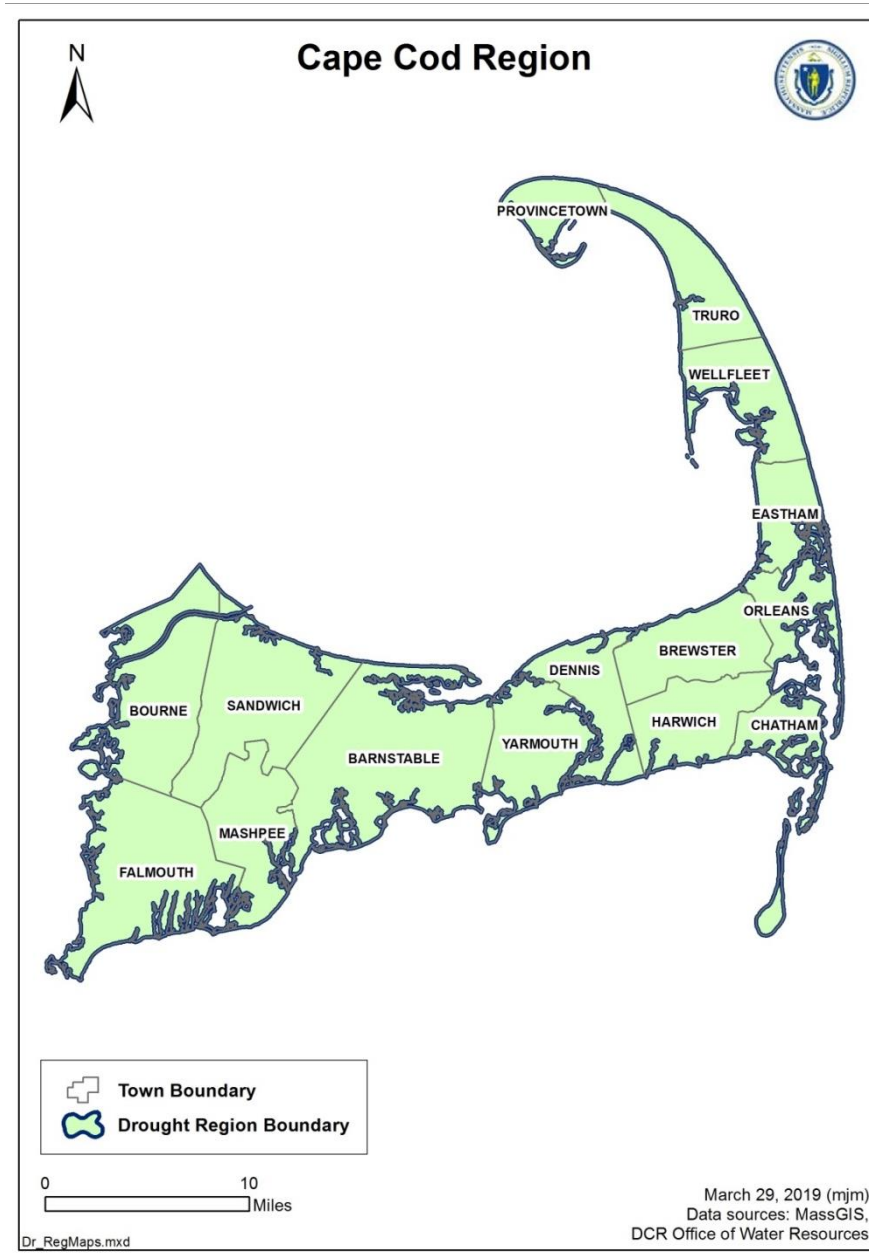 Cape Cod Region
N
PROVINCETOWN
TRURO
WELLFLEET
EASTHAM
ORLEANS
BREWSTER
DENNIS
HARWICH
CHATHAM
BOURNE
SANDWICH
YARMOUTH
BARNSTABLE
MASHPEE
FALMOUTH
Town Boundary
Drought Region Boundary
0 10
Miles
March 29, 2019 (mjm)
Data sources: MassGIS,
DCR Office of Water Resources
Dr_RegMaps.mxd